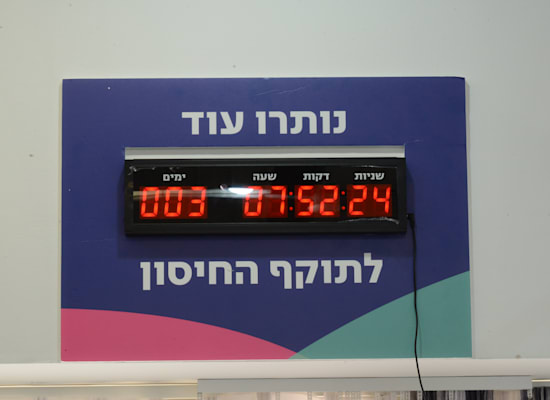 נותרו עוד
ימים שעה דקות שניות
003 07:52:24
לתוקף החיסון